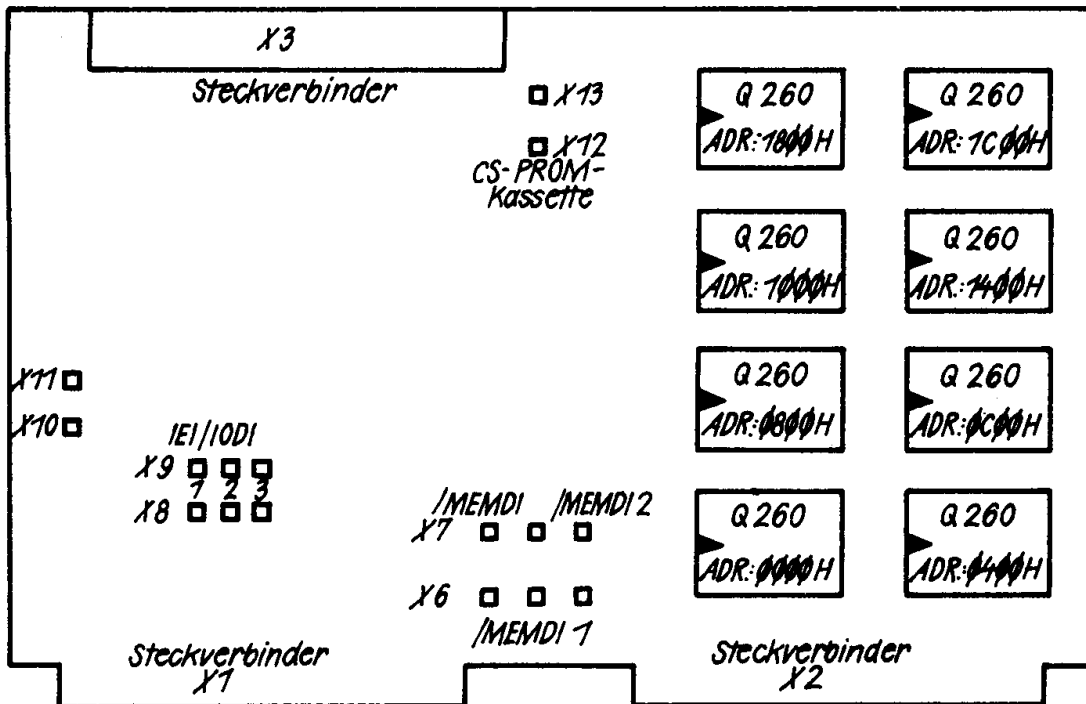 X3
Steckverbinder
X13
X12
CS-PROM-
Kassette
Q 260
ADR.:1800H
Q 260
ADR.:1C00H
Q 260
ADR.:1000H
Q 260
ADR.:1400H
X11
X10
IEI/IODI
X9
1 2 3
X8
/MEMDI /MEMDI 2
X7
X6
/MEMDI 1
Q 260
ADR.:0800H
Q 260
ADR.:0C00H
Q 260
ADR.:0000H
Q 260
ADR.:0400H
Steckverbinder
X1
Steckverbinder
X2